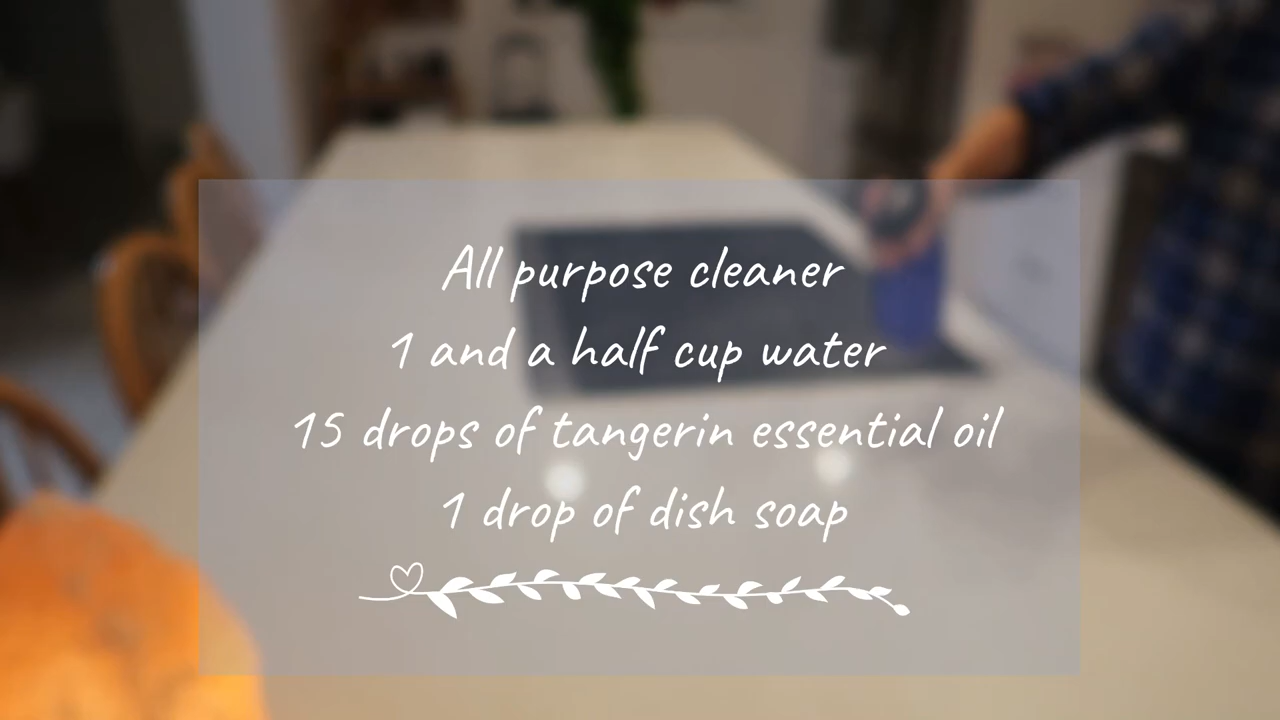 All purpose cleaner
1 and a half cup water
15 drops of tangerin essential oil
1 drop of dish soap